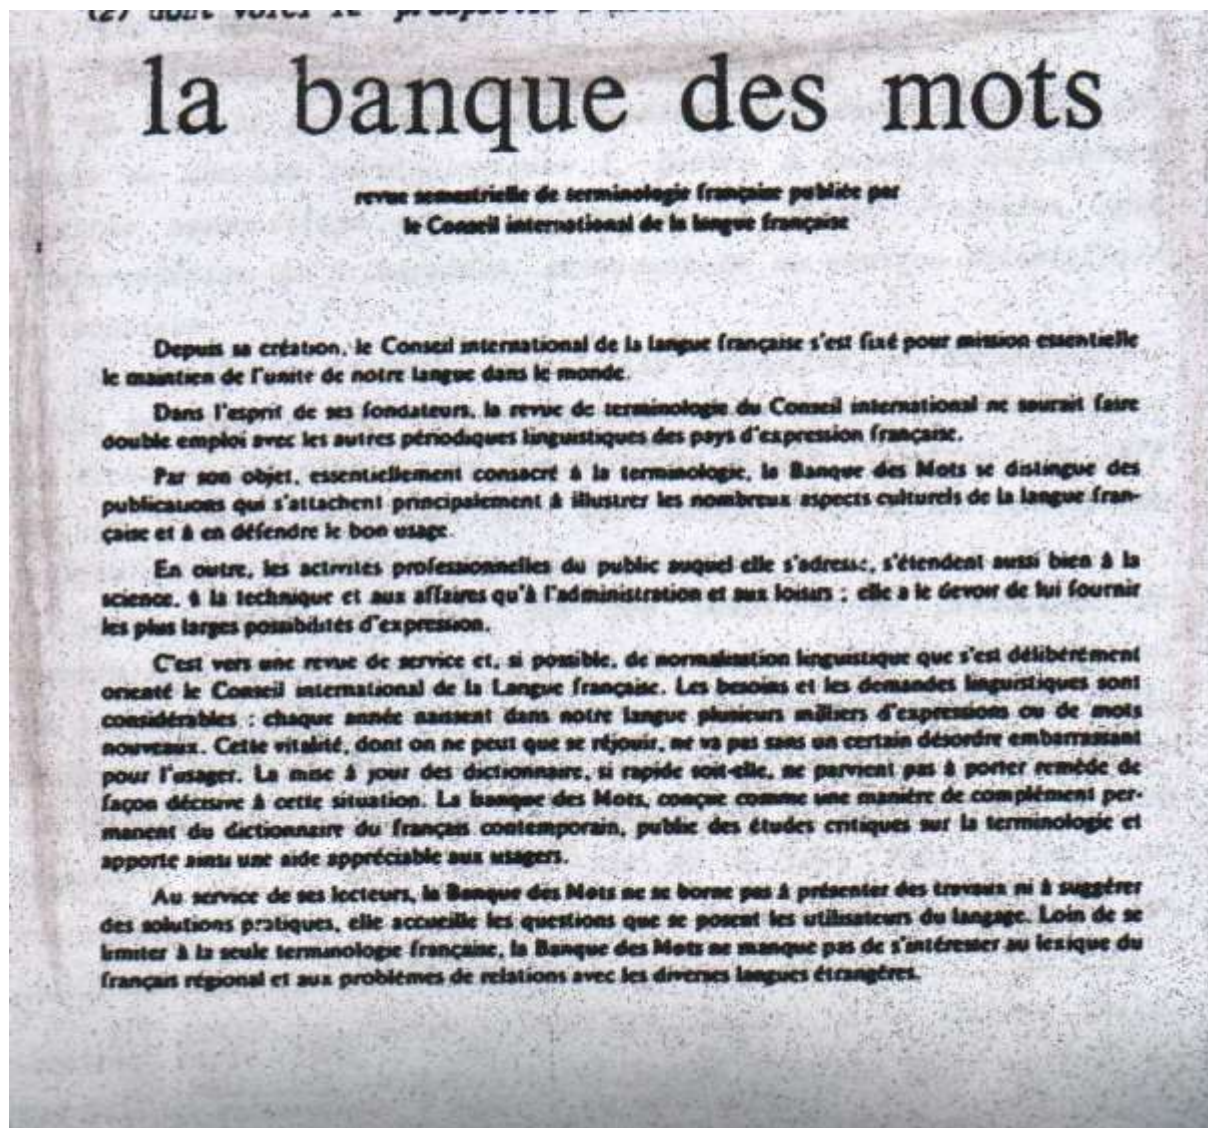 (2) dont voici le
la banque des mots
revue semestrielle de terminologie française publiée par
le Conseil international de la langue française
Depuis sa création, le Conseil international de la langue française s'est fixé pour mission essentielle
le maintien de l'unité de notre langue dans le monde.
Dans l'esprit de ses fondateurs, la revue de terminologie du Conseil international ne saurait faire
double emploi avec les autres périodiques linguistiques des pays d'expression française.
Par son objet, essentiellement consacré à la terminologie, la Banque des Mots se distingue des
publications qui s'attachent principalement à illustrer les nombreux aspects culturels de la langue fran-
çaise et à en défendre le bon usage.
En outre, les activités professionnelles du public auquel elle s'adresse, s'étendent aussi bien à la
science, à la technique et aux affaires qu'à l'administration et aux loisirs ; elle a le devoir de lui fournir
les plus larges possibilités d'expression.
C'est vers une revue de service et, si possible, de normalisation linguistique que s'est délibérément
orienté le Conseil international de la Langue française. Les besoins et les demandes linguistiques sont
considérables : chaque année naissent dans notre langue plusieurs milliers d'expressions ou de mots
nouveaux. Cette vitalité, dont on ne peut que se réjouir, ne va pas sans un certain désordre embarrassant
pour l'usager. La mise à jour des dictionnaire, si rapide soit-elle, ne parvient pas à porter remède de
façon décisive à cette situation. La banque des Mots, conçue comme une manière de complément per-
manent du dictionnaire du français contemporain, public des études critiques sur la terminologie et
apporte ainsi une aide appréciable aux usagers.
Au service de ses lecteurs, la Banque des Mots ne se borne pas à présenter des travaux ni à suggérer
des solutions pratiques, elle accueille les questions que se posent les utilisateurs du langage. Loin de se
limiter à la seule terminologie française, la Banque des Mots ne manque pas de s'intéresser au lexique du
français régional et aux problèmes de relations avec les diverses langues étrangères.